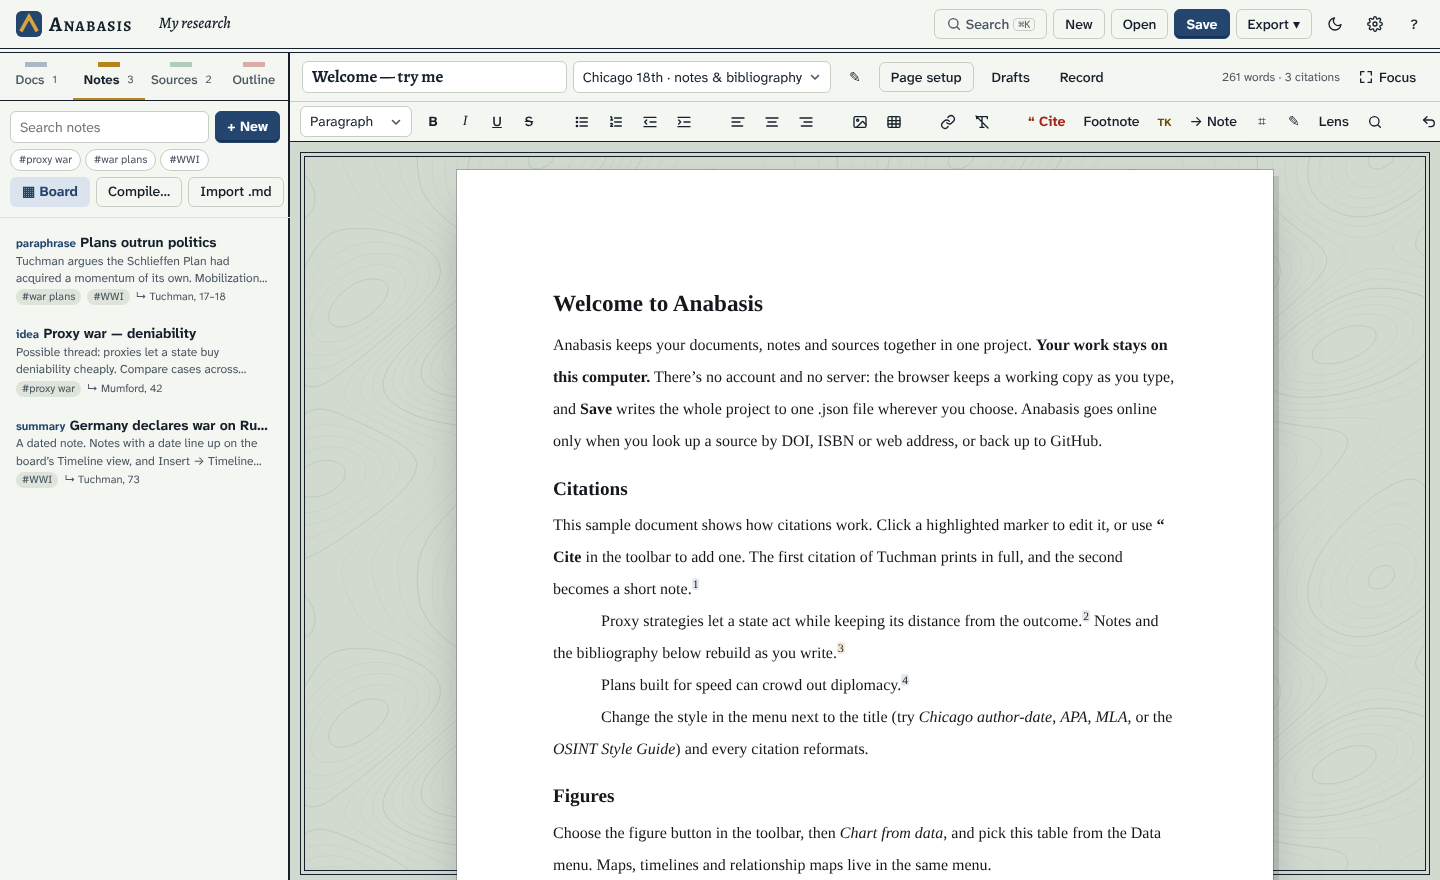 Anabasis My research Search ⌘K New Open Save Export ▾ ?
Docs 1 Notes 3 Sources 2 Outline
Welcome — try me Chicago 18th · notes & bibliography Page setup Drafts Record 261 words · 3 citations Focus
Paragraph B I U S “ Cite Footnote TK → Note ⌗ Lens
Search notes + New
#proxy war #war plans #WWI
▦ Board Compile… Import .md
paraphrase Plans outrun politics
Tuchman argues the Schlieffen Plan had
acquired a momentum of its own. Mobilization…
#war plans #WWI ↪ Tuchman, 17–18
idea Proxy war — deniability
Possible thread: proxies let a state buy
deniability cheaply. Compare cases across…
#proxy war ↪ Mumford, 42
summary Germany declares war on Ru…
A dated note. Notes with a date line up on the
board’s Timeline view, and Insert → Timeline…
#WWI ↪ Tuchman, 73
Welcome to Anabasis
Anabasis keeps your documents, notes and sources together in one project. Your work stays on
this computer. There’s no account and no server: the browser keeps a working copy as you type,
and Save writes the whole project to one .json file wherever you choose. Anabasis goes online
only when you look up a source by DOI, ISBN or web address, or back up to GitHub.
Citations
This sample document shows how citations work. Click a highlighted marker to edit it, or use “
Cite in the toolbar to add one. The first citation of Tuchman prints in full, and the second
becomes a short note.1
Proxy strategies let a state act while keeping its distance from the outcome.2 Notes and
the bibliography below rebuild as you write.3
Plans built for speed can crowd out diplomacy.4
Change the style in the menu next to the title (try Chicago author-date, APA, MLA, or the
OSINT Style Guide) and every citation reformats.
Figures
Choose the figure button in the toolbar, then Chart from data, and pick this table from the Data
menu. Maps, timelines and relationship maps live in the same menu.